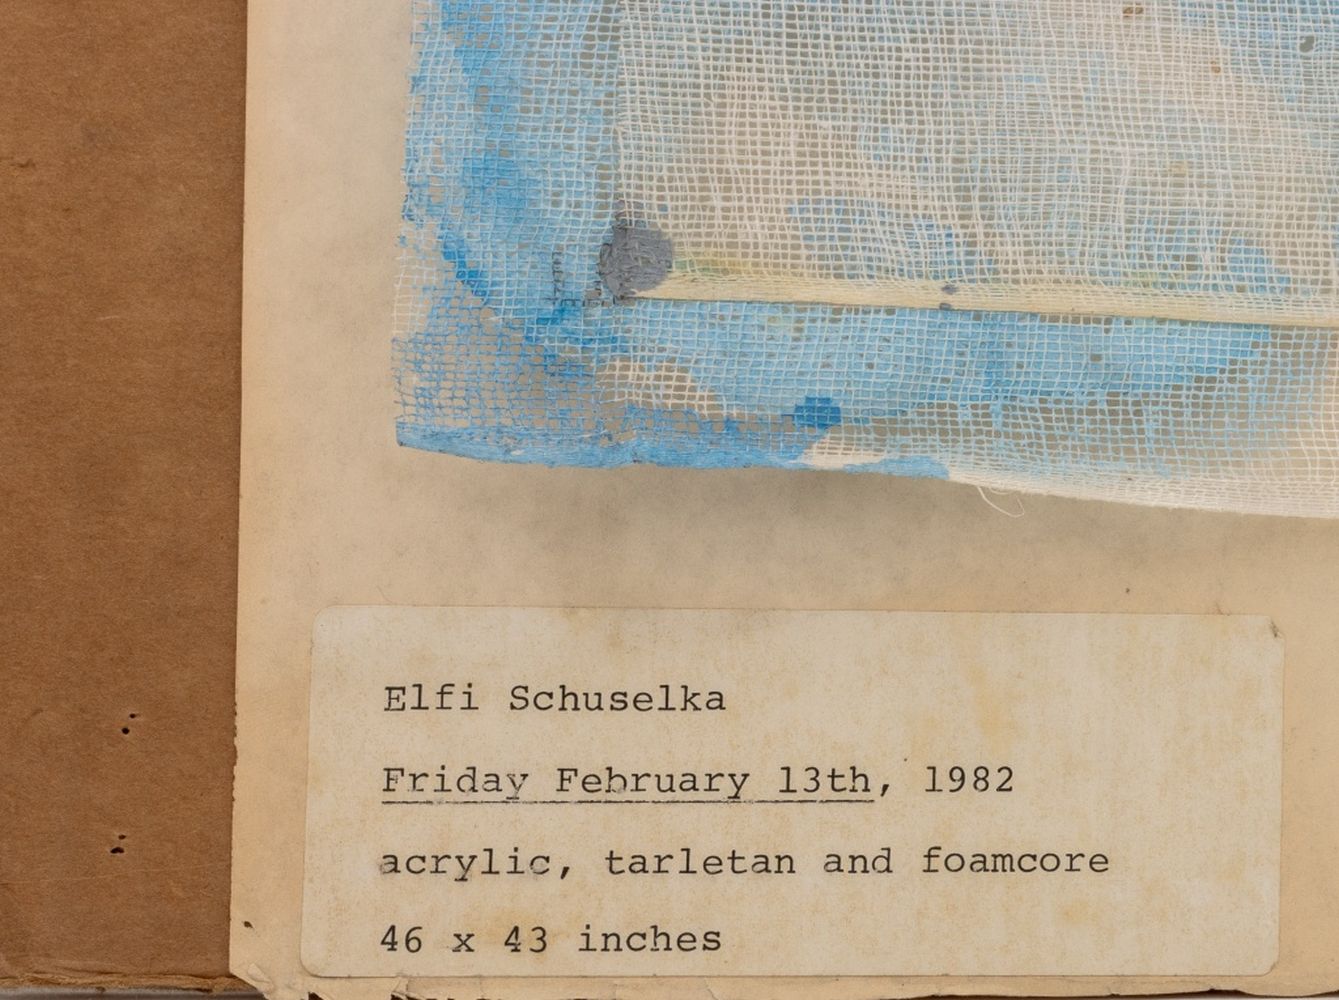 Elfi Schuselka
Friday February 13th, 1982
acrylic, tarletan and foamcore
46 x 43 inches